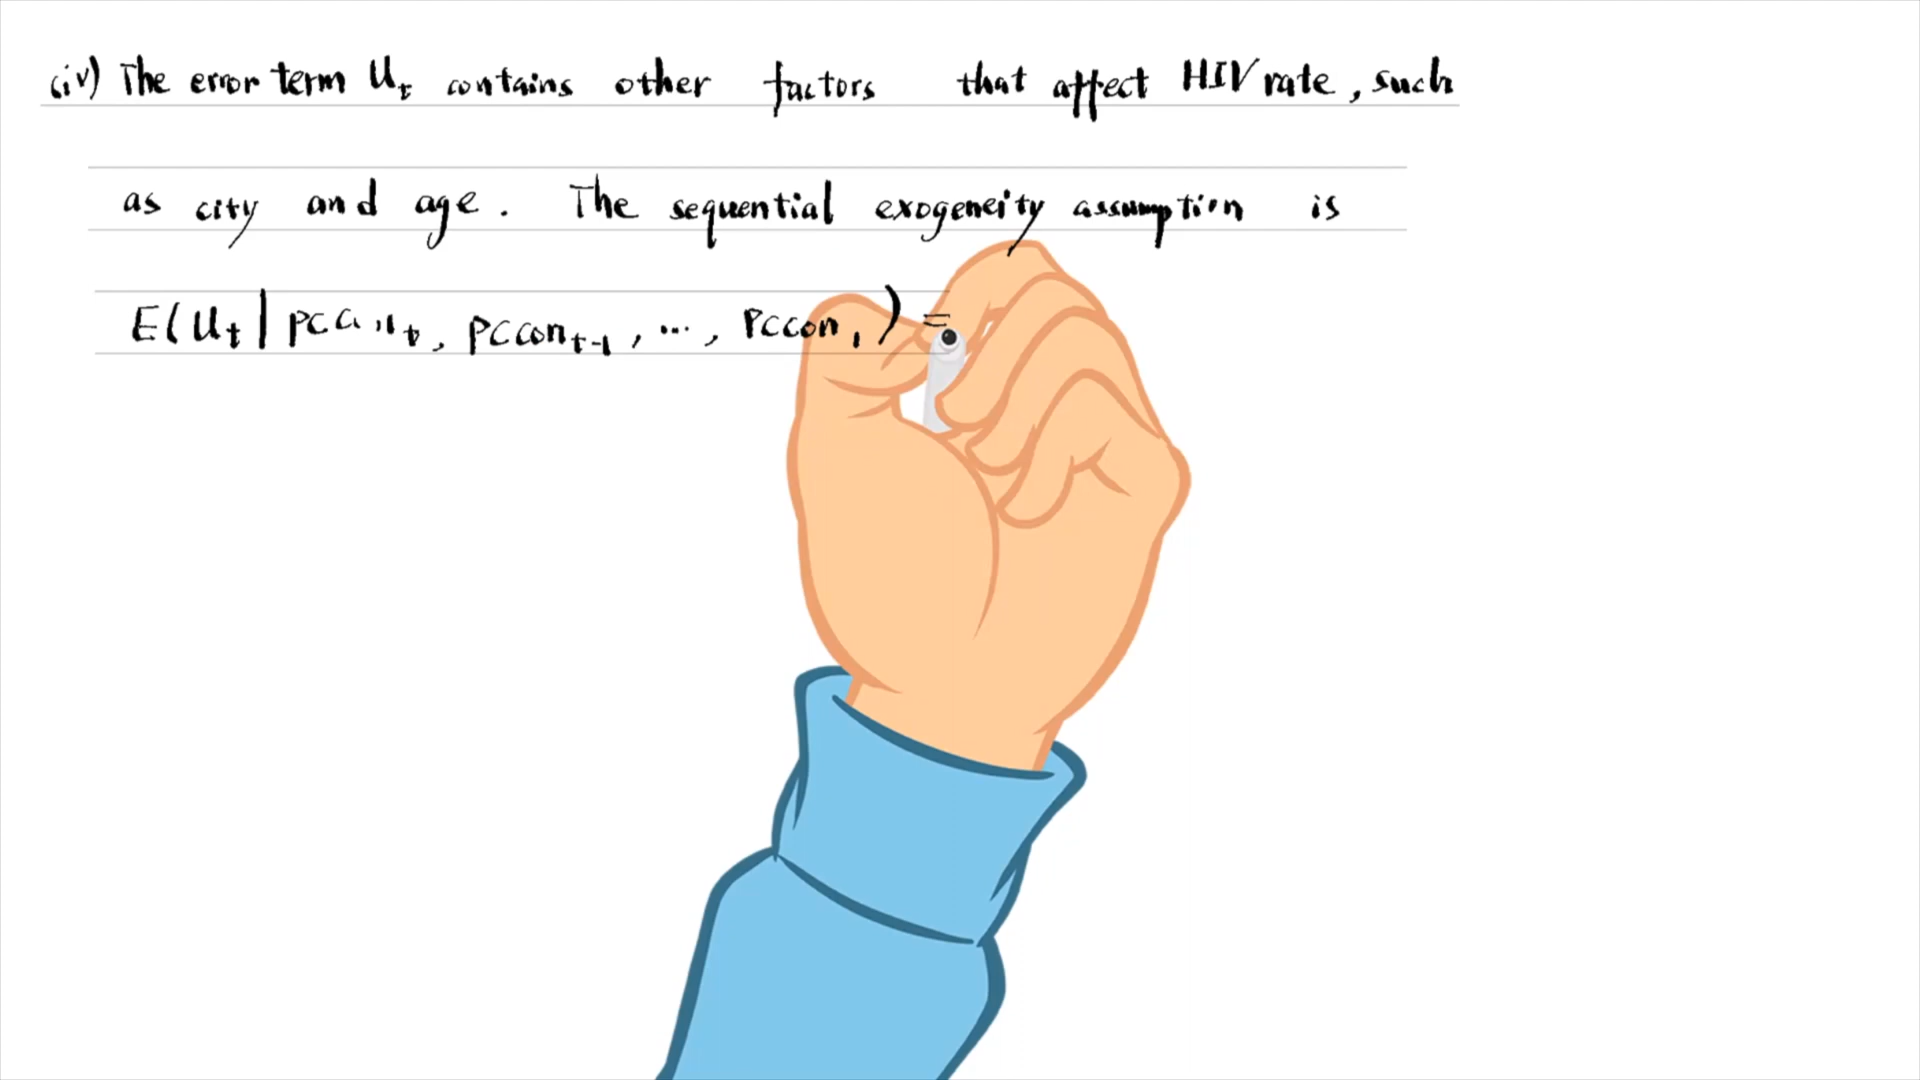 (iv) The error term Ut contains other factors that affect HIV rate, such
as city and age. The sequential exogeneity assumption is
E(Ut | pccont, pccont-1, ..., pccon1) =